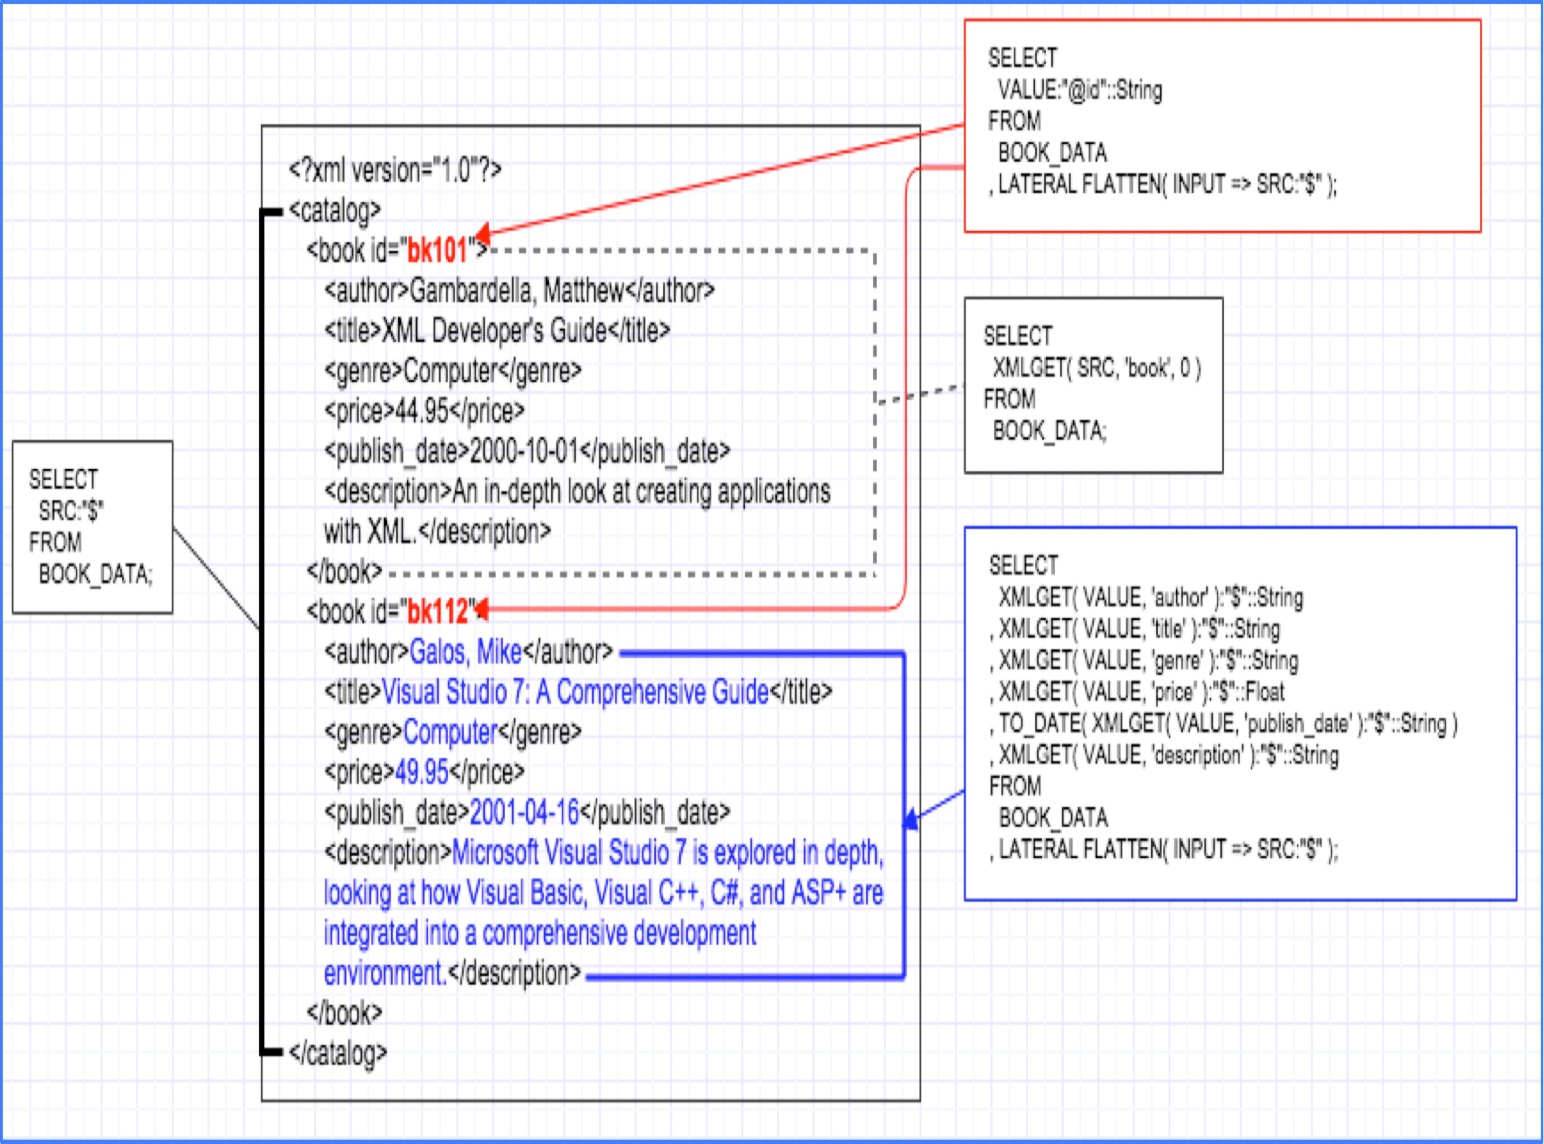 SELECT
VALUE:"@id"::String
FROM
BOOK_DATA
, LATERAL FLATTEN( INPUT => SRC:"$" );
<?xml version="1.0"?>
<catalog>
<book id="bk101">
<author>Gambardella, Matthew</author>
<title>XML Developer's Guide</title>
<genre>Computer</genre>
<price>44.95</price>
<publish_date>2000-10-01</publish_date>
<description>An in-depth look at creating applications
with XML.</description>
</book>
<book id="bk112">
<author>Galos, Mike</author>
<title>Visual Studio 7: A Comprehensive Guide</title>
<genre>Computer</genre>
<price>49.95</price>
<publish_date>2001-04-16</publish_date>
<description>Microsoft Visual Studio 7 is explored in depth,
looking at how Visual Basic, Visual C++, C#, and ASP+ are
integrated into a comprehensive development
environment.</description>
</book>
</catalog>
SELECT
XMLGET( SRC, 'book', 0 )
FROM
BOOK_DATA;
SELECT
SRC:"$"
FROM
BOOK_DATA;
SELECT
XMLGET( VALUE, 'author' ):"$"::String
, XMLGET( VALUE, 'title' ):"$"::String
, XMLGET( VALUE, 'genre' ):"$"::String
, XMLGET( VALUE, 'price' ):"$"::Float
, TO_DATE( XMLGET( VALUE, 'publish_date' ):"$"::String )
, XMLGET( VALUE, 'description' ):"$"::String
FROM
BOOK_DATA
, LATERAL FLATTEN( INPUT => SRC:"$" );